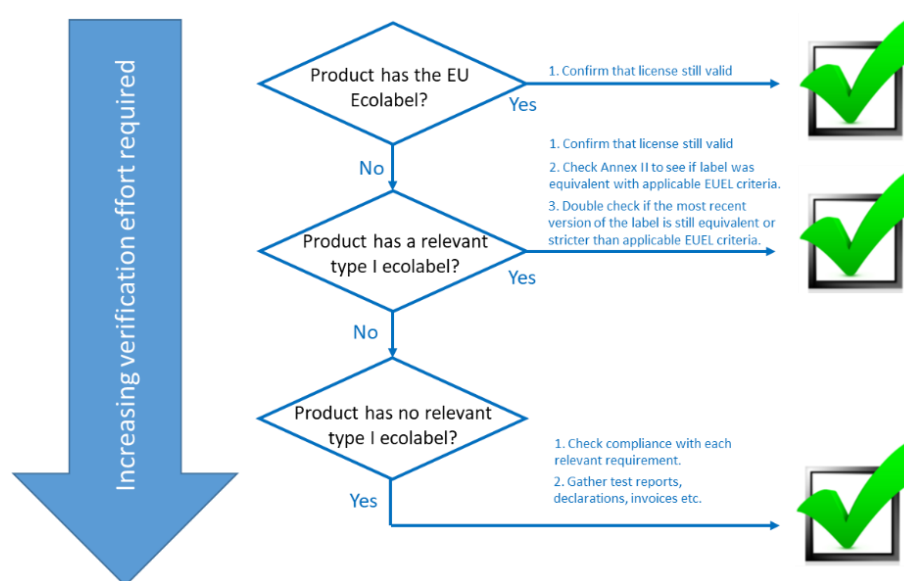 Increasing verification effort required
Product has the EU
Ecolabel?
1. Confirm that license still valid
Yes
No
1. Confirm that license still valid
2. Check Annex II to see if label was
equivalent with applicable EUEL criteria.
3. Double check if the most recent
version of the label is still equivalent or
stricter than applicable EUEL criteria.
Product has a relevant
type I ecolabel?
Yes
No
Product has no relevant
type I ecolabel?
1. Check compliance with each
relevant requirement.
2. Gather test reports,
declarations, invoices etc.
Yes